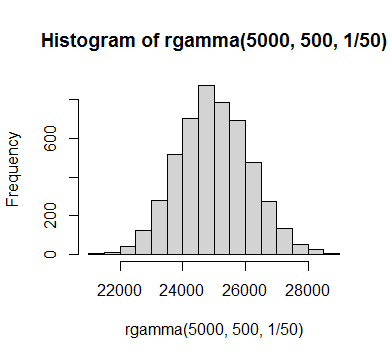 Histogram of rgamma(5000, 500, 1/50)
Frequency
600
200
0
22000 24000 26000 28000
rgamma(5000, 500, 1/50)